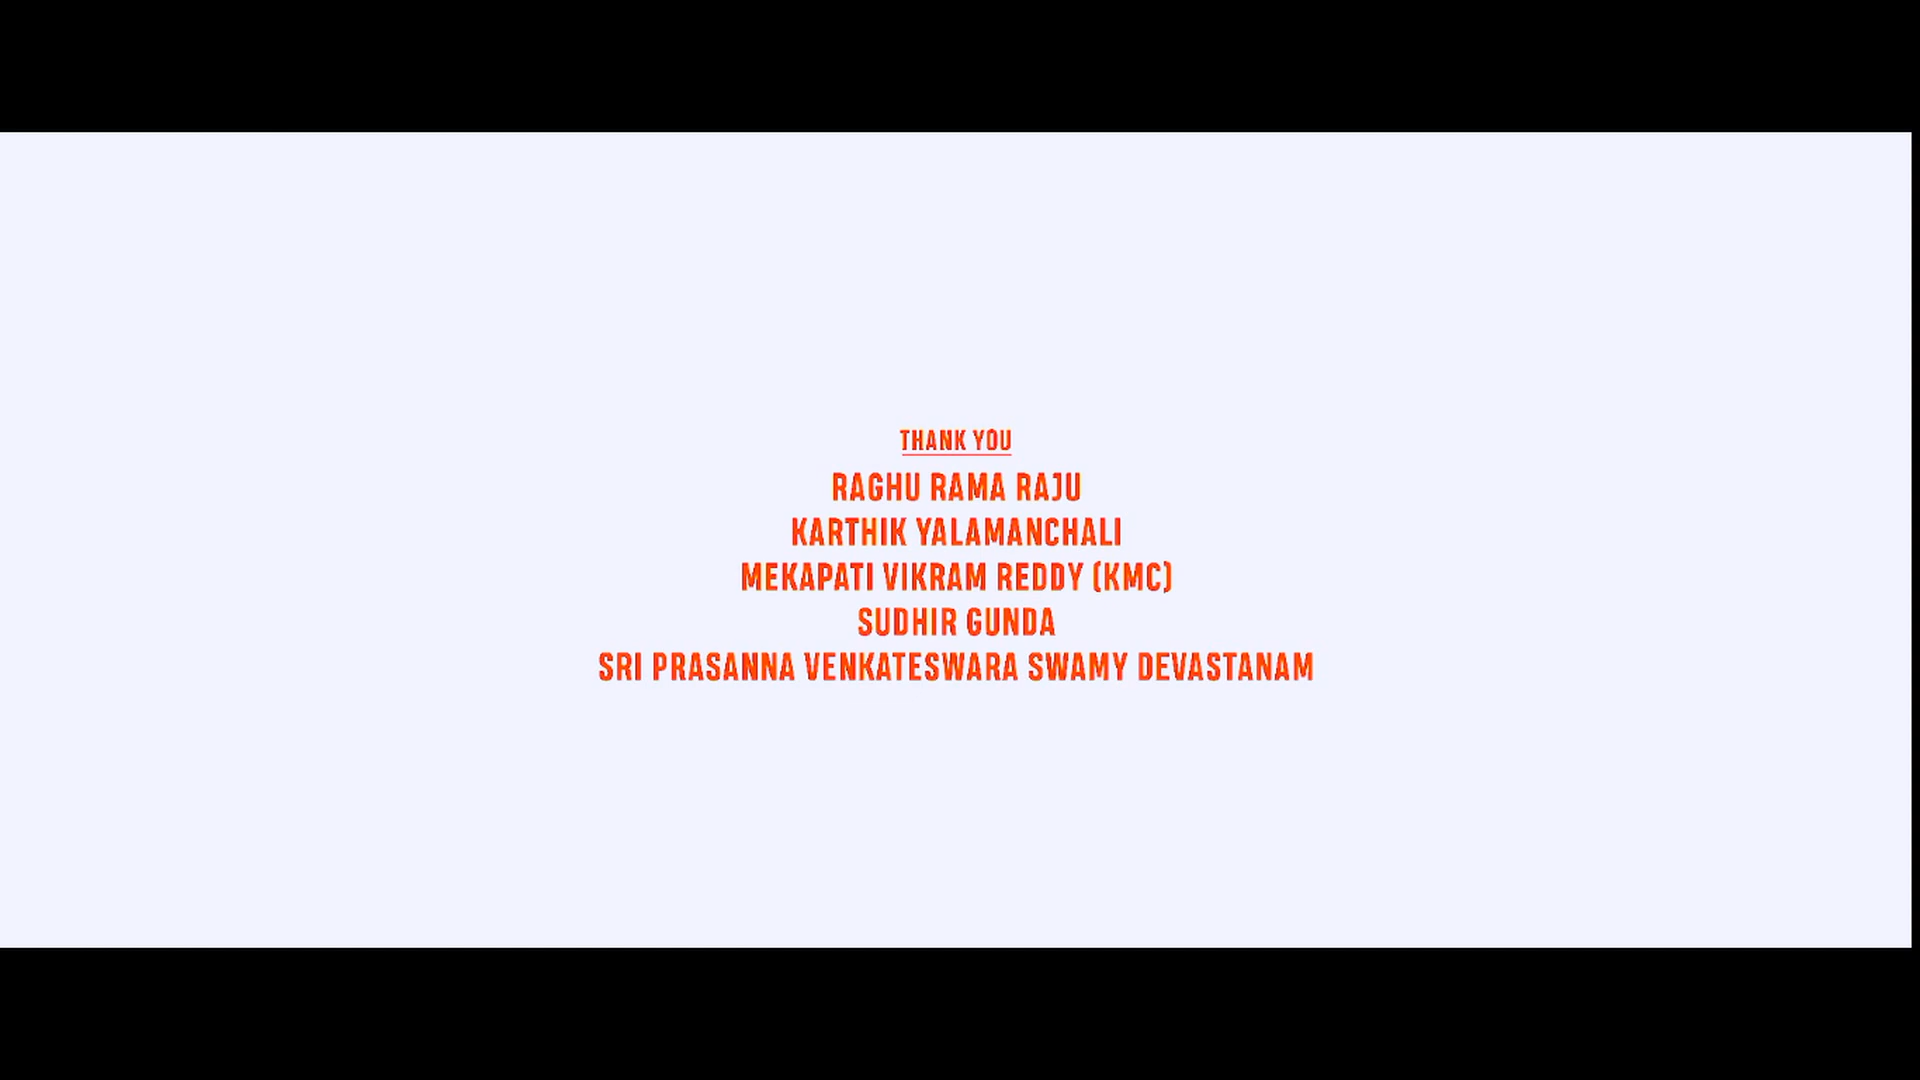 THANK YOU
RAGHU RAMA RAJU
KARTHIK YALAMANCHALI
MEKAPATI VIKRAM REDDY (KMC)
SUDHIR GUNDA
SRI PRASANNA VENKATESWARA SWAMY DEVASTANAM